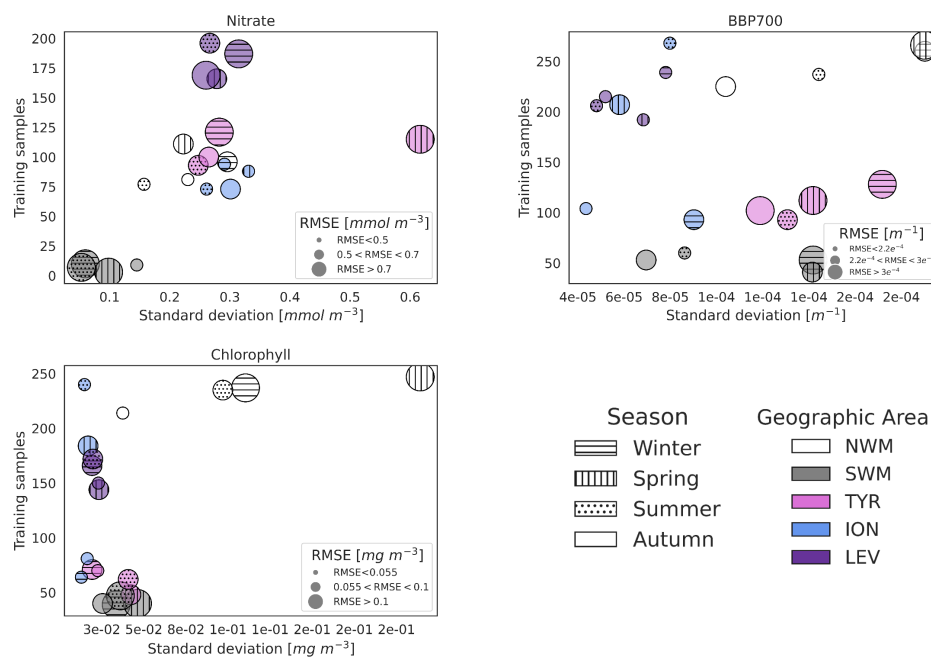 Nitrate
200
175
150
125
100
75
50
25
0
Training samples
0.1
0.2
0.3
0.4
0.5
0.6
Standard deviation [mmol m⁻³]
RMSE [mmol m⁻³]
RMSE<0.5
0.5 < RMSE < 0.7
RMSE > 0.7
BBP700
250
200
150
100
50
Training samples
4e-05
6e-05
8e-05
1e-04
1e-04
1e-04
2e-04
2e-04
Standard deviation [m⁻¹]
RMSE [m⁻¹]
RMSE<2.2e⁻⁴
2.2e⁻⁴ < RMSE < 3e⁻
RMSE > 3e⁻⁴
Chlorophyll
250
200
150
100
50
Training samples
3e-02
5e-02
8e-02
1e-01
1e-01
2e-01
2e-01
2e-01
Standard deviation [mg m⁻³]
RMSE [mg m⁻³]
RMSE<0.055
0.055 < RMSE < 0.1
RMSE > 0.1
Season
Winter
Spring
Summer
Autumn
Geographic Area
NWM
SWM
TYR
ION
LEV